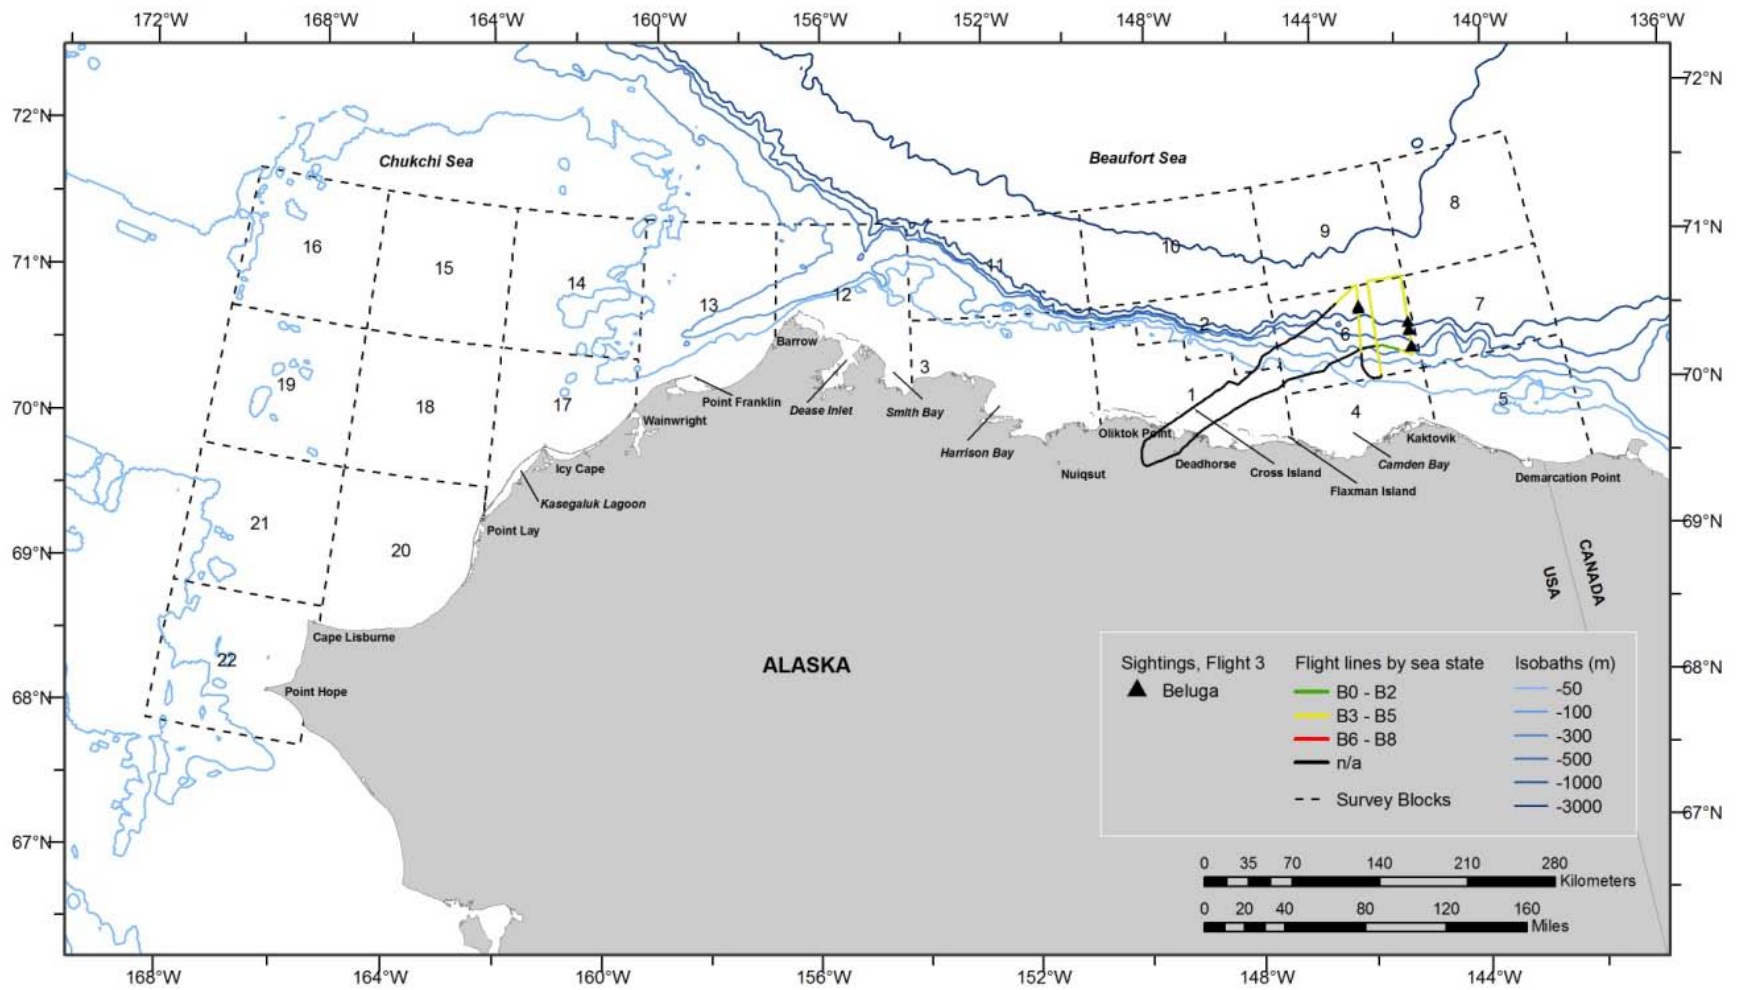 172°W 168°W 164°W 160°W 156°W 152°W 148°W 144°W 140°W 136°W
72°N 72°N
Chukchi Sea Beaufort Sea
8
9
16 15 14 10 71°N
71°N 11
13 12 7
2 6
19 18 17 3 1 4 5 70°N
70°N
Barrow
Point Franklin
Dease Inlet
Smith Bay
Wainwright
Oliktok Point
Kaktovik
Harrison Bay
Deadhorse
Camden Bay
Icy Cape
Nuiqsut
Cross Island
Demarcation Point
Flaxman Island
Kasegaluk Lagoon
21 20 69°N
Point Lay
69°N
CANADA
USA
Cape Lisburne
22 ALASKA 68°N
Point Hope
68°N
Sightings, Flight 3
Beluga
Flight lines by sea state
B0 - B2
B3 - B5
B6 - B8
n/a
Survey Blocks
Isobaths (m)
-50
-100
-300
-500
-1000
-3000
67°N 67°N
0 35 70 140 210 280
Kilometers
0 20 40 80 120 160
Miles
168°W 164°W 160°W 156°W 152°W 148°W 144°W